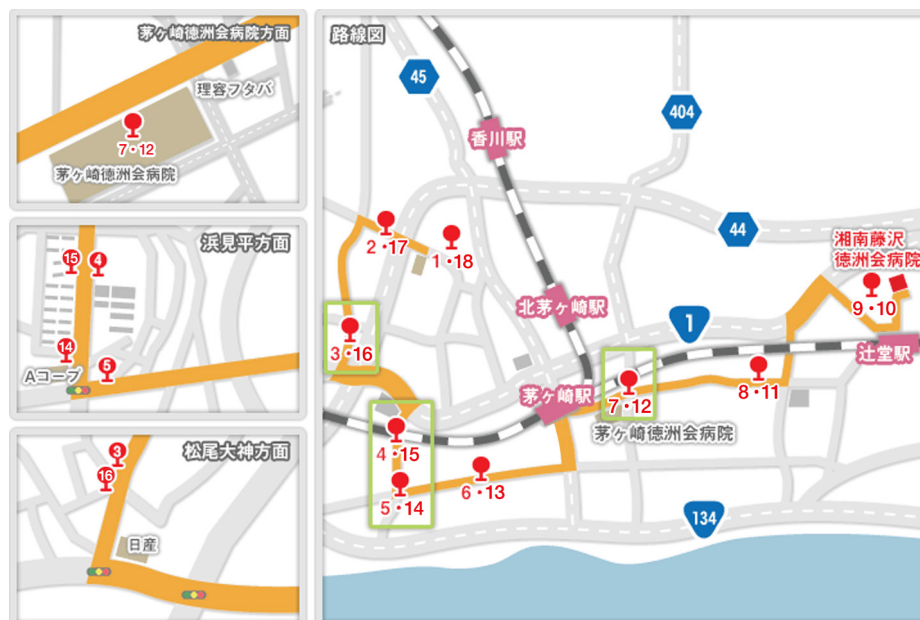 茅ヶ崎徳洲会病院方面
理容フタバ
7・12
茅ヶ崎徳洲会病院
浜見平方面
15
4
14
5
Aコープ
松尾大神方面
3
16
日産
路線図
45
香川駅
404
44
2・17
1・18
湘南藤沢
徳洲会病院
9・10
北茅ヶ崎駅
1
3・16
辻堂駅
茅ヶ崎駅
7・12
8・11
茅ヶ崎徳洲会病院
4・15
6・13
5・14
134